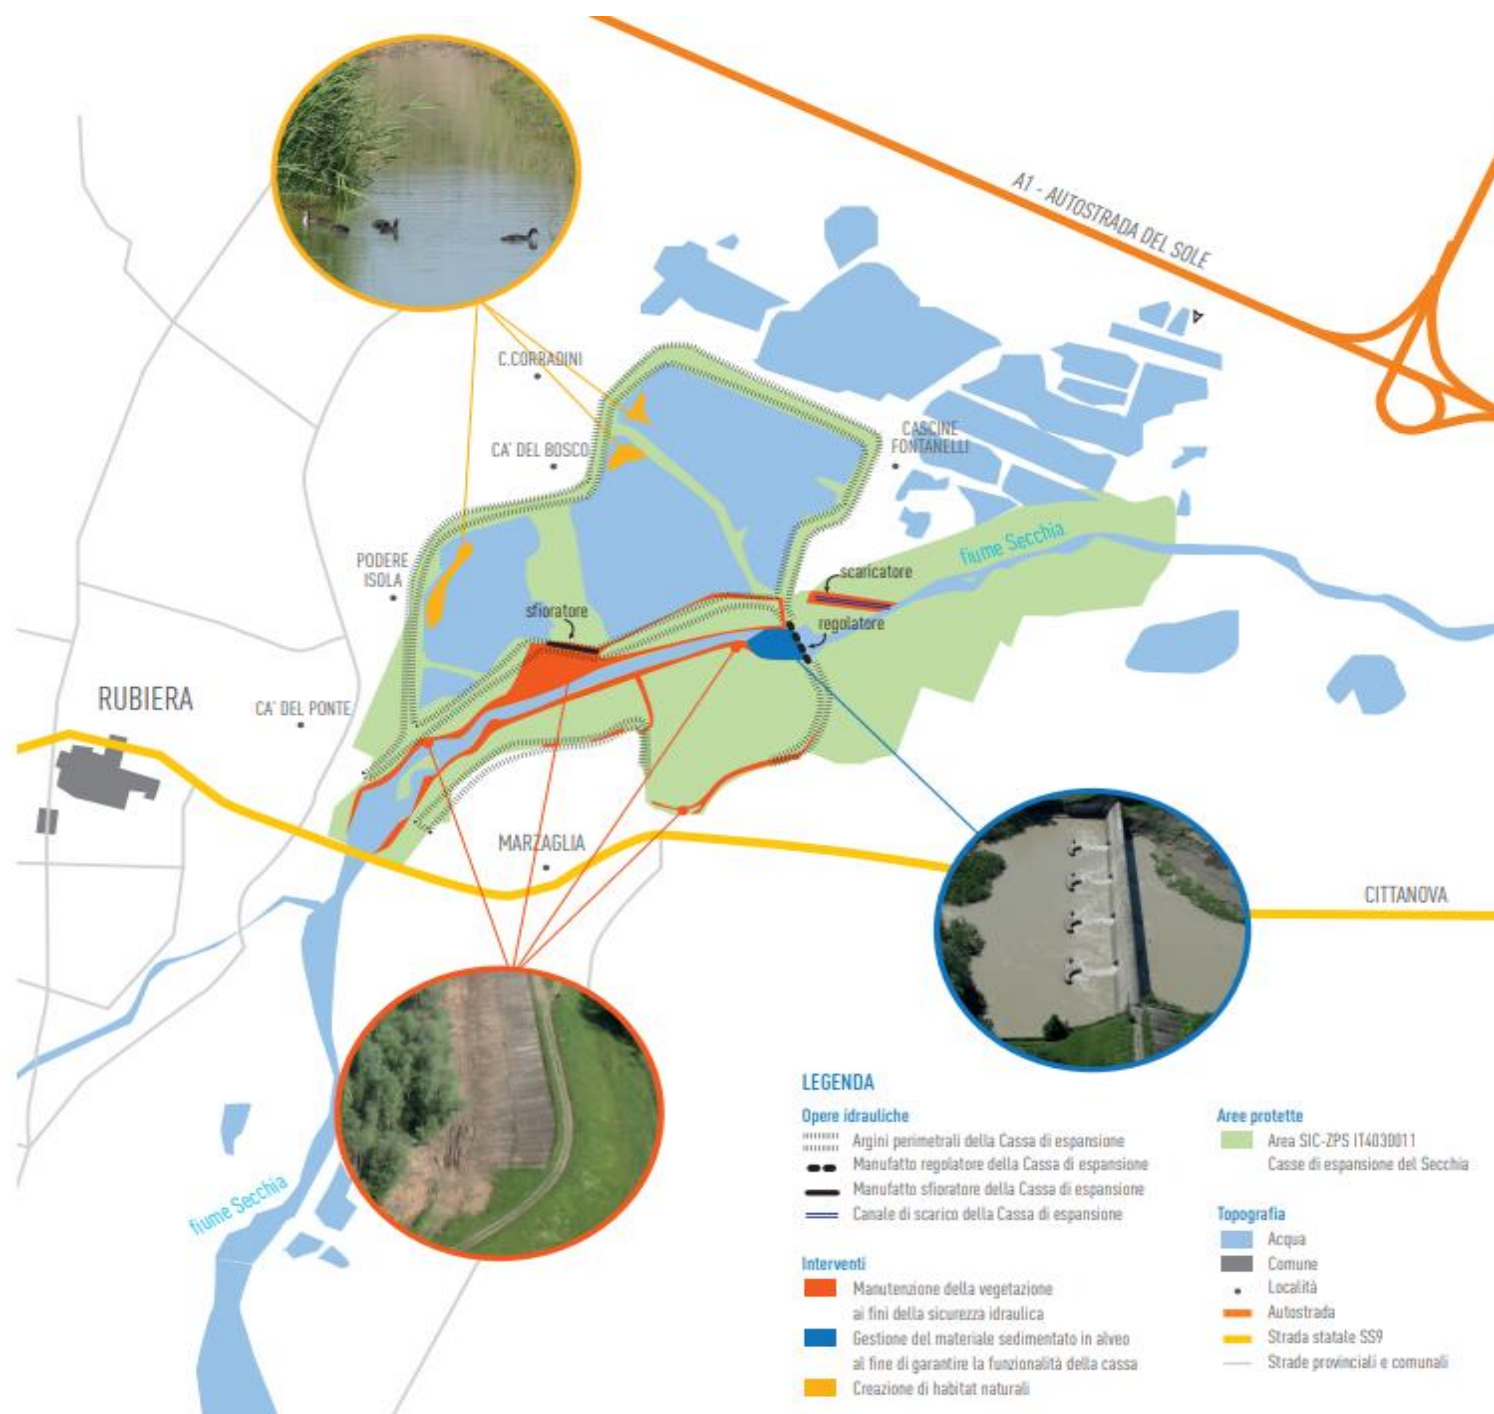 A1 - AUTOSTRADA DEL SOLE
C.CORRADINI
CA' DEL BOSCO
CASCINE
FONTANELLI
fiume Secchia
PODERE
ISOLA
scaricatore
sfioratore
regolatore
RUBIERA
CA' DEL PONTE
MARZAGLIA
CITTANOVA
fiume Secchia
LEGENDA
Opere idrauliche
Argini perimetrali della Cassa di espansione
Manufatto regolatore della Cassa di espansione
Manufatto sfioratore della Cassa di espansione
Canale di scarico della Cassa di espansione
Interventi
Manutenzione della vegetazione
ai fini della sicurezza idraulica
Gestione del materiale sedimentato in alveo
al fine di garantire la funzionalità della cassa
Creazione di habitat naturali
Aree protette
Area SIC-ZPS IT4030011
Casse di espansione del Secchia
Topografia
Acqua
Comune
Località
Autostrada
Strada statale SS9
Strade provinciali e comunali